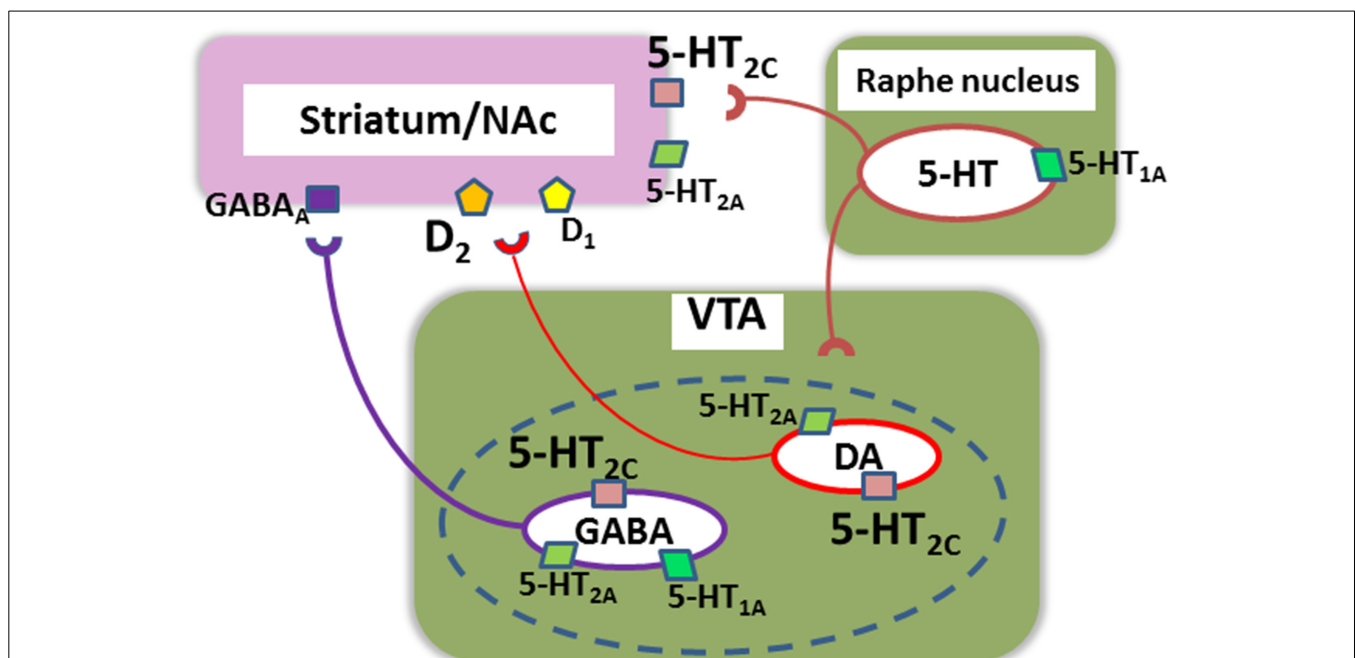 5-HT2C
Raphe nucleus
Striatum/NAc
5-HT
5-HT1A
5-HT2A
GABAA
D2
D1
VTA
5-HT2A
5-HT2C
DA
GABA
5-HT2C
5-HT2A
5-HT1A